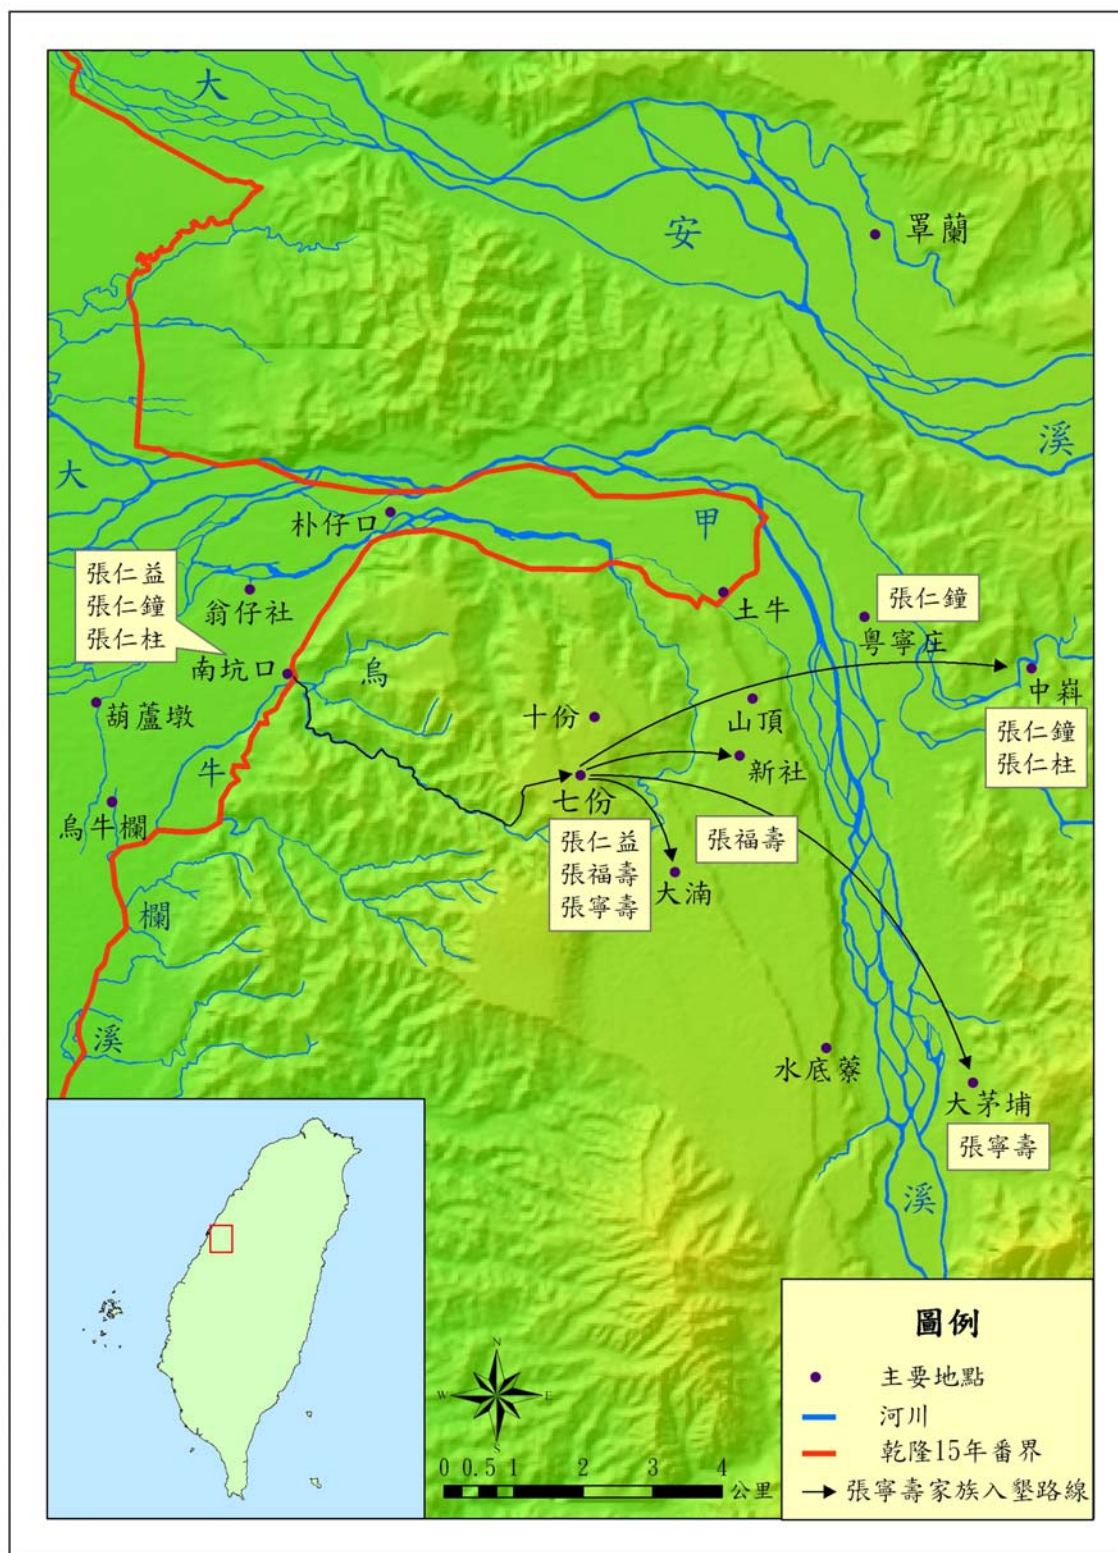 大
安
溪
罩蘭
大
甲
溪
朴仔口
張仁益
張仁鐘
張仁柱
翁仔社
土牛
張仁鐘
粵寧庄
南坑口
烏
牛
欄
溪
中嵙
葫蘆墩
十份
山頂
張仁鐘
張仁柱
新社
七份
烏牛欄
張仁益
張福壽
張寧壽
張福壽
大湳
水底藔
大茅埔
張寧壽
N
W
E
S
0 0.5 1 2 3 4
公里
圖例
主要地點
河川
乾隆15年番界
張寧壽家族入墾路線